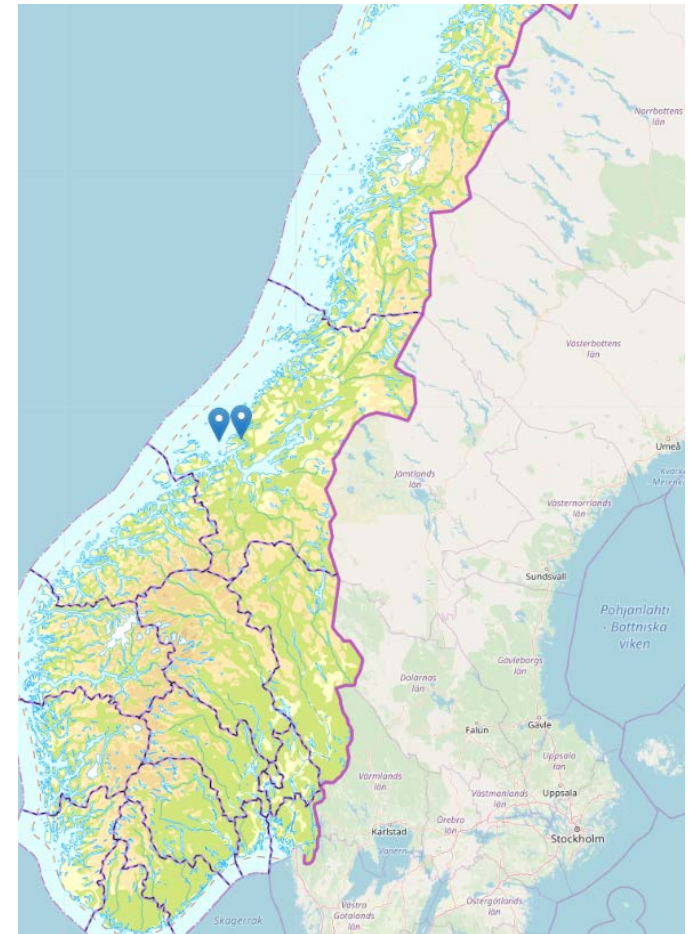 Norrbottens
län
Västerbottens
län
Umeå
Jämtlands
län
Västernorrlands
län
Sundsvall
Pohjanlahti
- Bottniska
viken
Gävleborgs
län
Dalarnas
län
Falun
Gävle
Uppsala
län
Värmlands
län
Västmanlands
län
Uppsala
Örebro
län
Karlstad
Stockholm
Vänern
Västra
Götalands
län
Östergötlands
län
Skagerrak